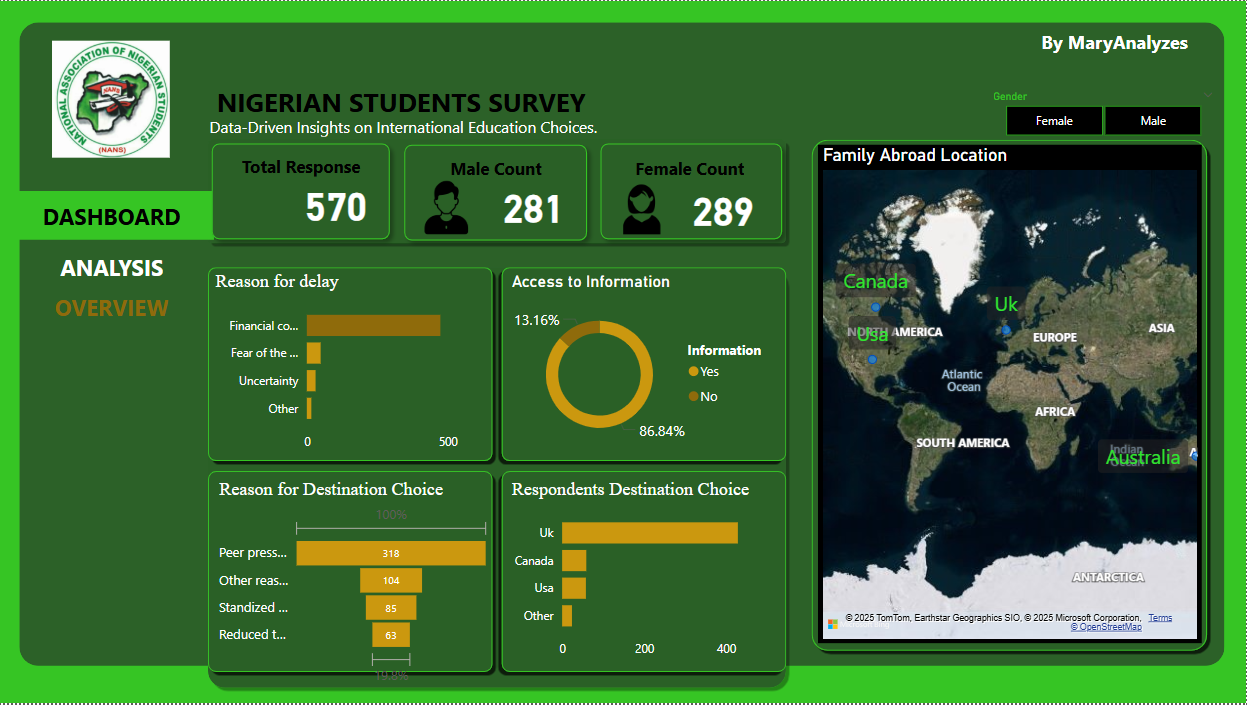 NATIONAL ASSOCIATION OF NIGERIAN STUDENTS
NANS
(NANS)
By MaryAnalyzes
NIGERIAN STUDENTS SURVEY
Data-Driven Insights on International Education Choices.
Gender
Female
Male
DASHBOARD
ANALYSIS
OVERVIEW
Total Response
570
Male Count
281
Female Count
289
Reason for delay
Financial co...
Fear of the ...
Uncertainty
Other
0
500
Access to Information
13.16%
86.84%
Information
Yes
No
Reason for Destination Choice
100%
Peer press...
318
Other reas...
104
Standized ...
85
Reduced t...
63
19.8%
Respondents Destination Choice
Uk
Canada
Usa
Other
0
200
400
Family Abroad Location
Canada
Uk
NORTH AMERICA
Usa
EUROPE
ASIA
Atlantic
Ocean
AFRICA
SOUTH AMERICA
Indian
Ocean
Australia
A
ANTARCTICA
© 2025 TomTom, Earthstar Geographics SIO, © 2025 Microsoft Corporation, Terms
© OpenStreetMap